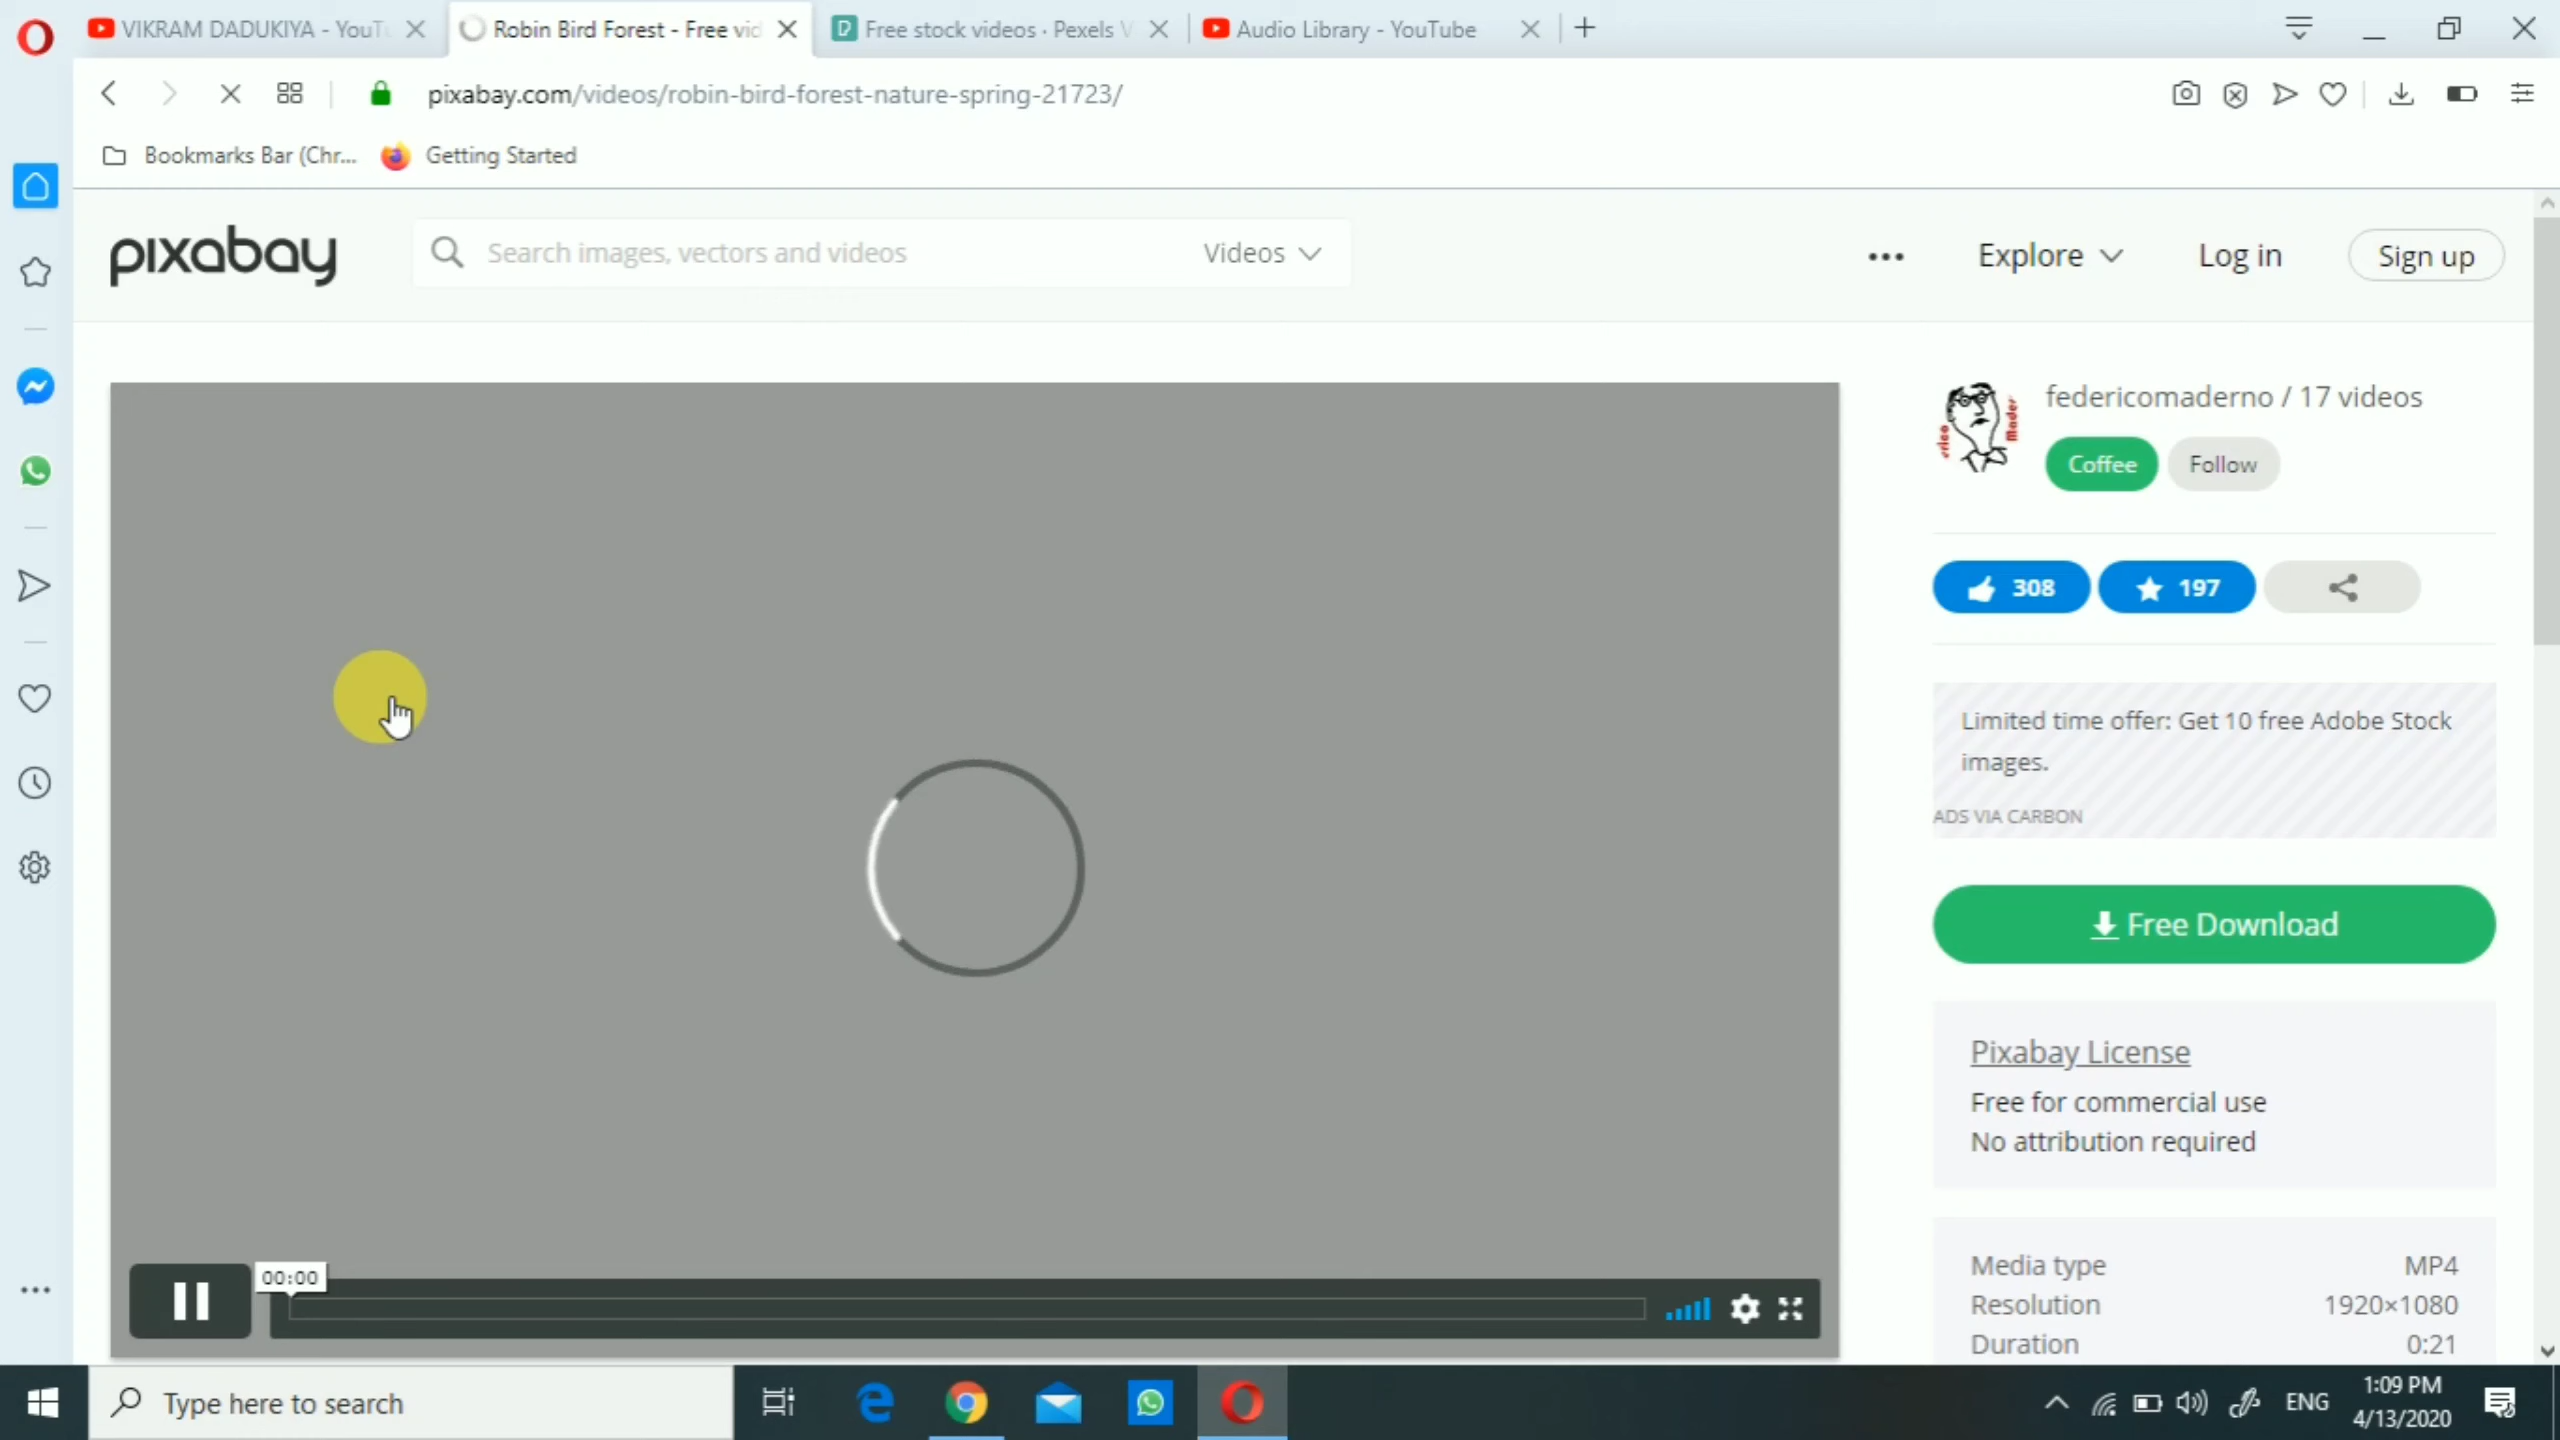 VIKRAM DADUKIYA - YouTu
Robin Bird Forest - Free vid
Free stock videos · Pexels V
Audio Library - YouTube
pixabay.com/videos/robin-bird-forest-nature-spring-21723/
Bookmarks Bar (Chr...
Getting Started
pixabay
Search images, vectors and videos
Videos
Explore
Log in
Sign up
federicomaderno / 17 videos
Coffee
Follow
308
197
Limited time offer: Get 10 free Adobe Stock
images.
ADS VIA CARBON
Free Download
Pixabay License
Free for commercial use
No attribution required
Media type MP4
Resolution 1920×1080
Duration 0:21
00:00
Type here to search
ENG
1:09 PM
4/13/2020